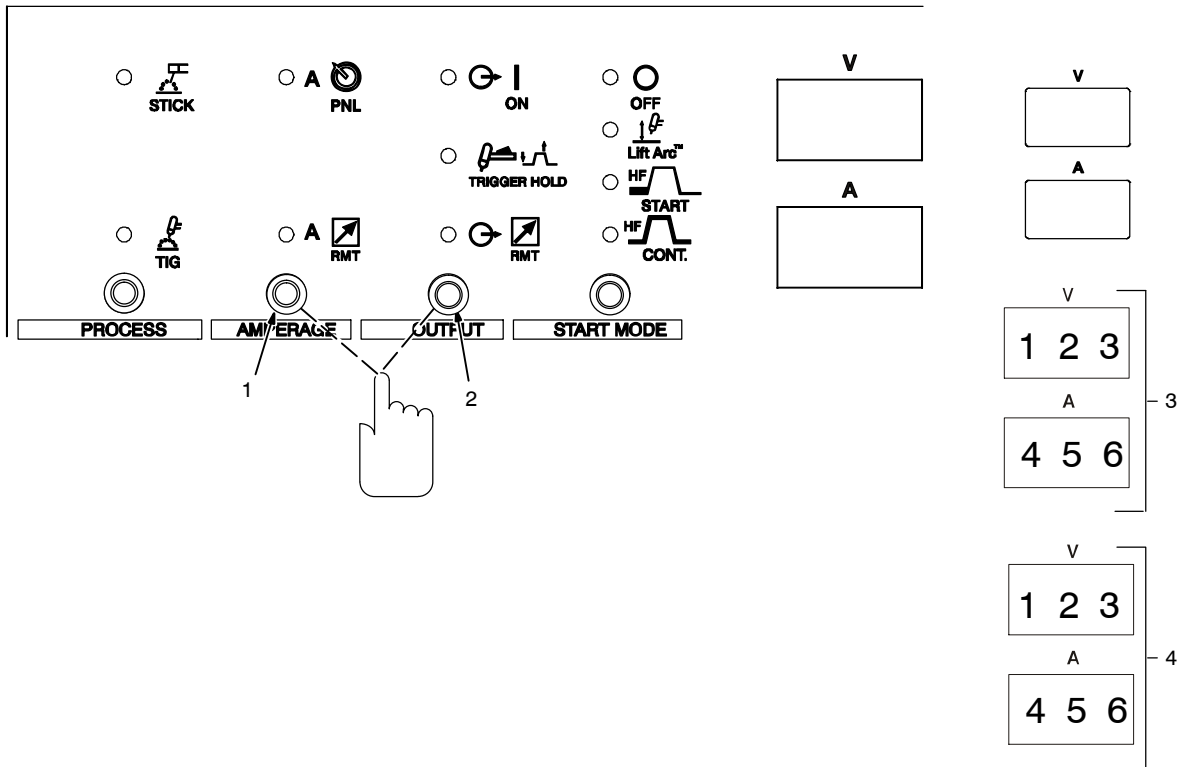 STICK
A
PNL
ON
OFF
TRIGGER HOLD
Lift Arc™
HF
START
TIG
A
RMT
RMT
HF
CONT.
PROCESS
AMPERAGE
OUTPUT
START MODE
1
2
V
A
V
A
V
1 2 3
A
4 5 6
3
V
1 2 3
A
4 5 6
4